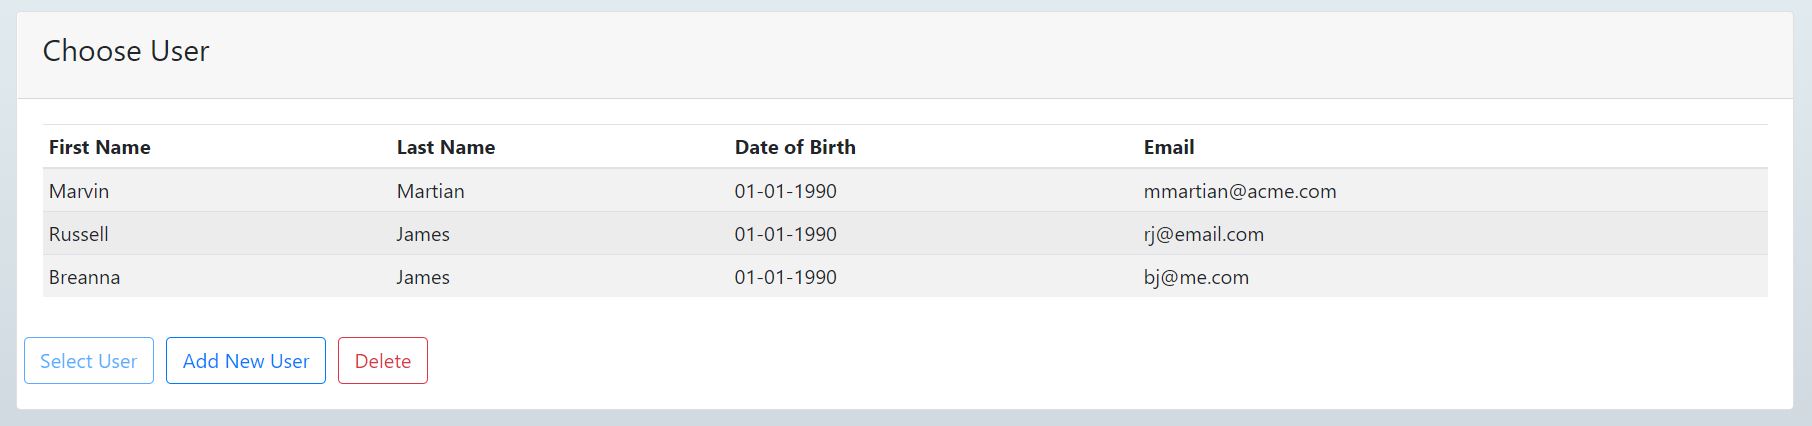 Choose User
First Name Last Name Date of Birth Email
Marvin Martian 01-01-1990 mmartian@acme.com
Russell James 01-01-1990 rj@email.com
Breanna James 01-01-1990 bj@me.com
Select User Add New User Delete